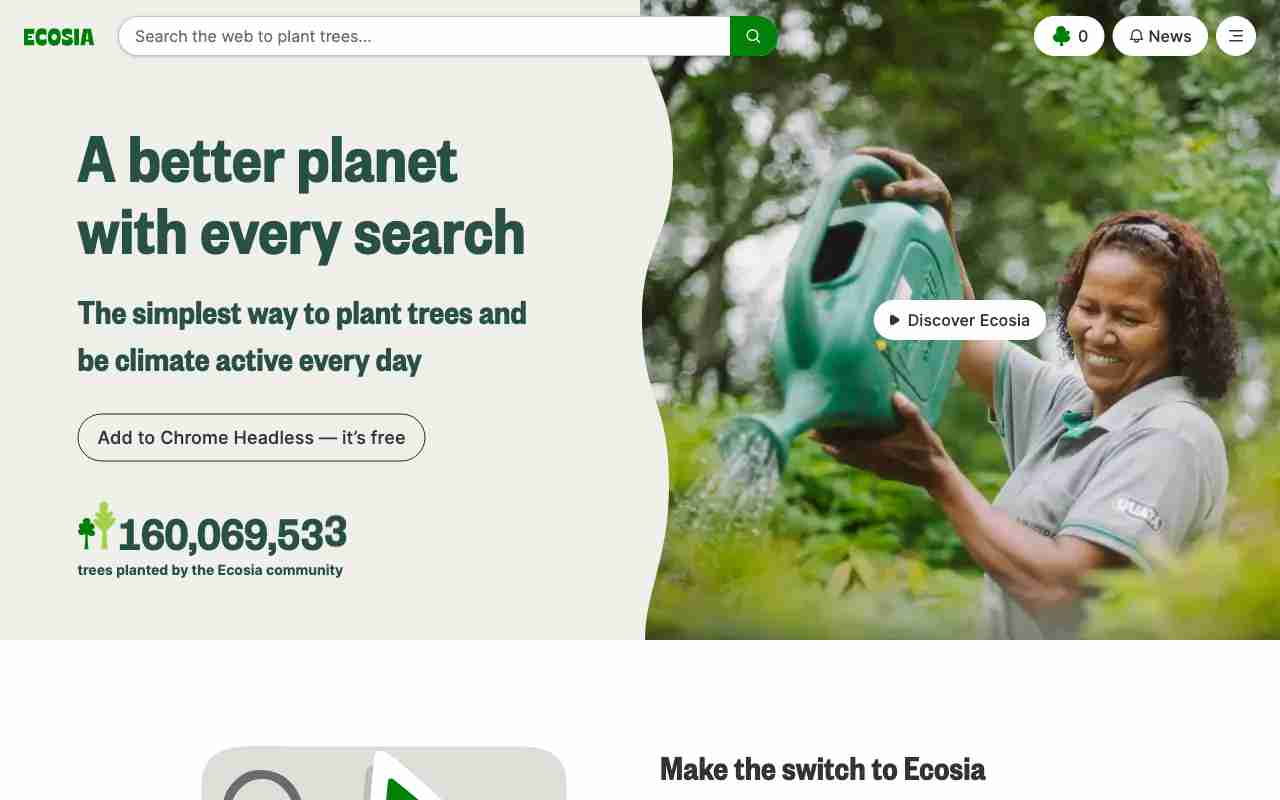 ECOSIA
Search the web to plant trees...
0
News
A better planet
with every search
The simplest way to plant trees and
be climate active every day
Add to Chrome Headless — it’s free
160,069,533
trees planted by the Ecosia community
Discover Ecosia
Make the switch to Ecosia